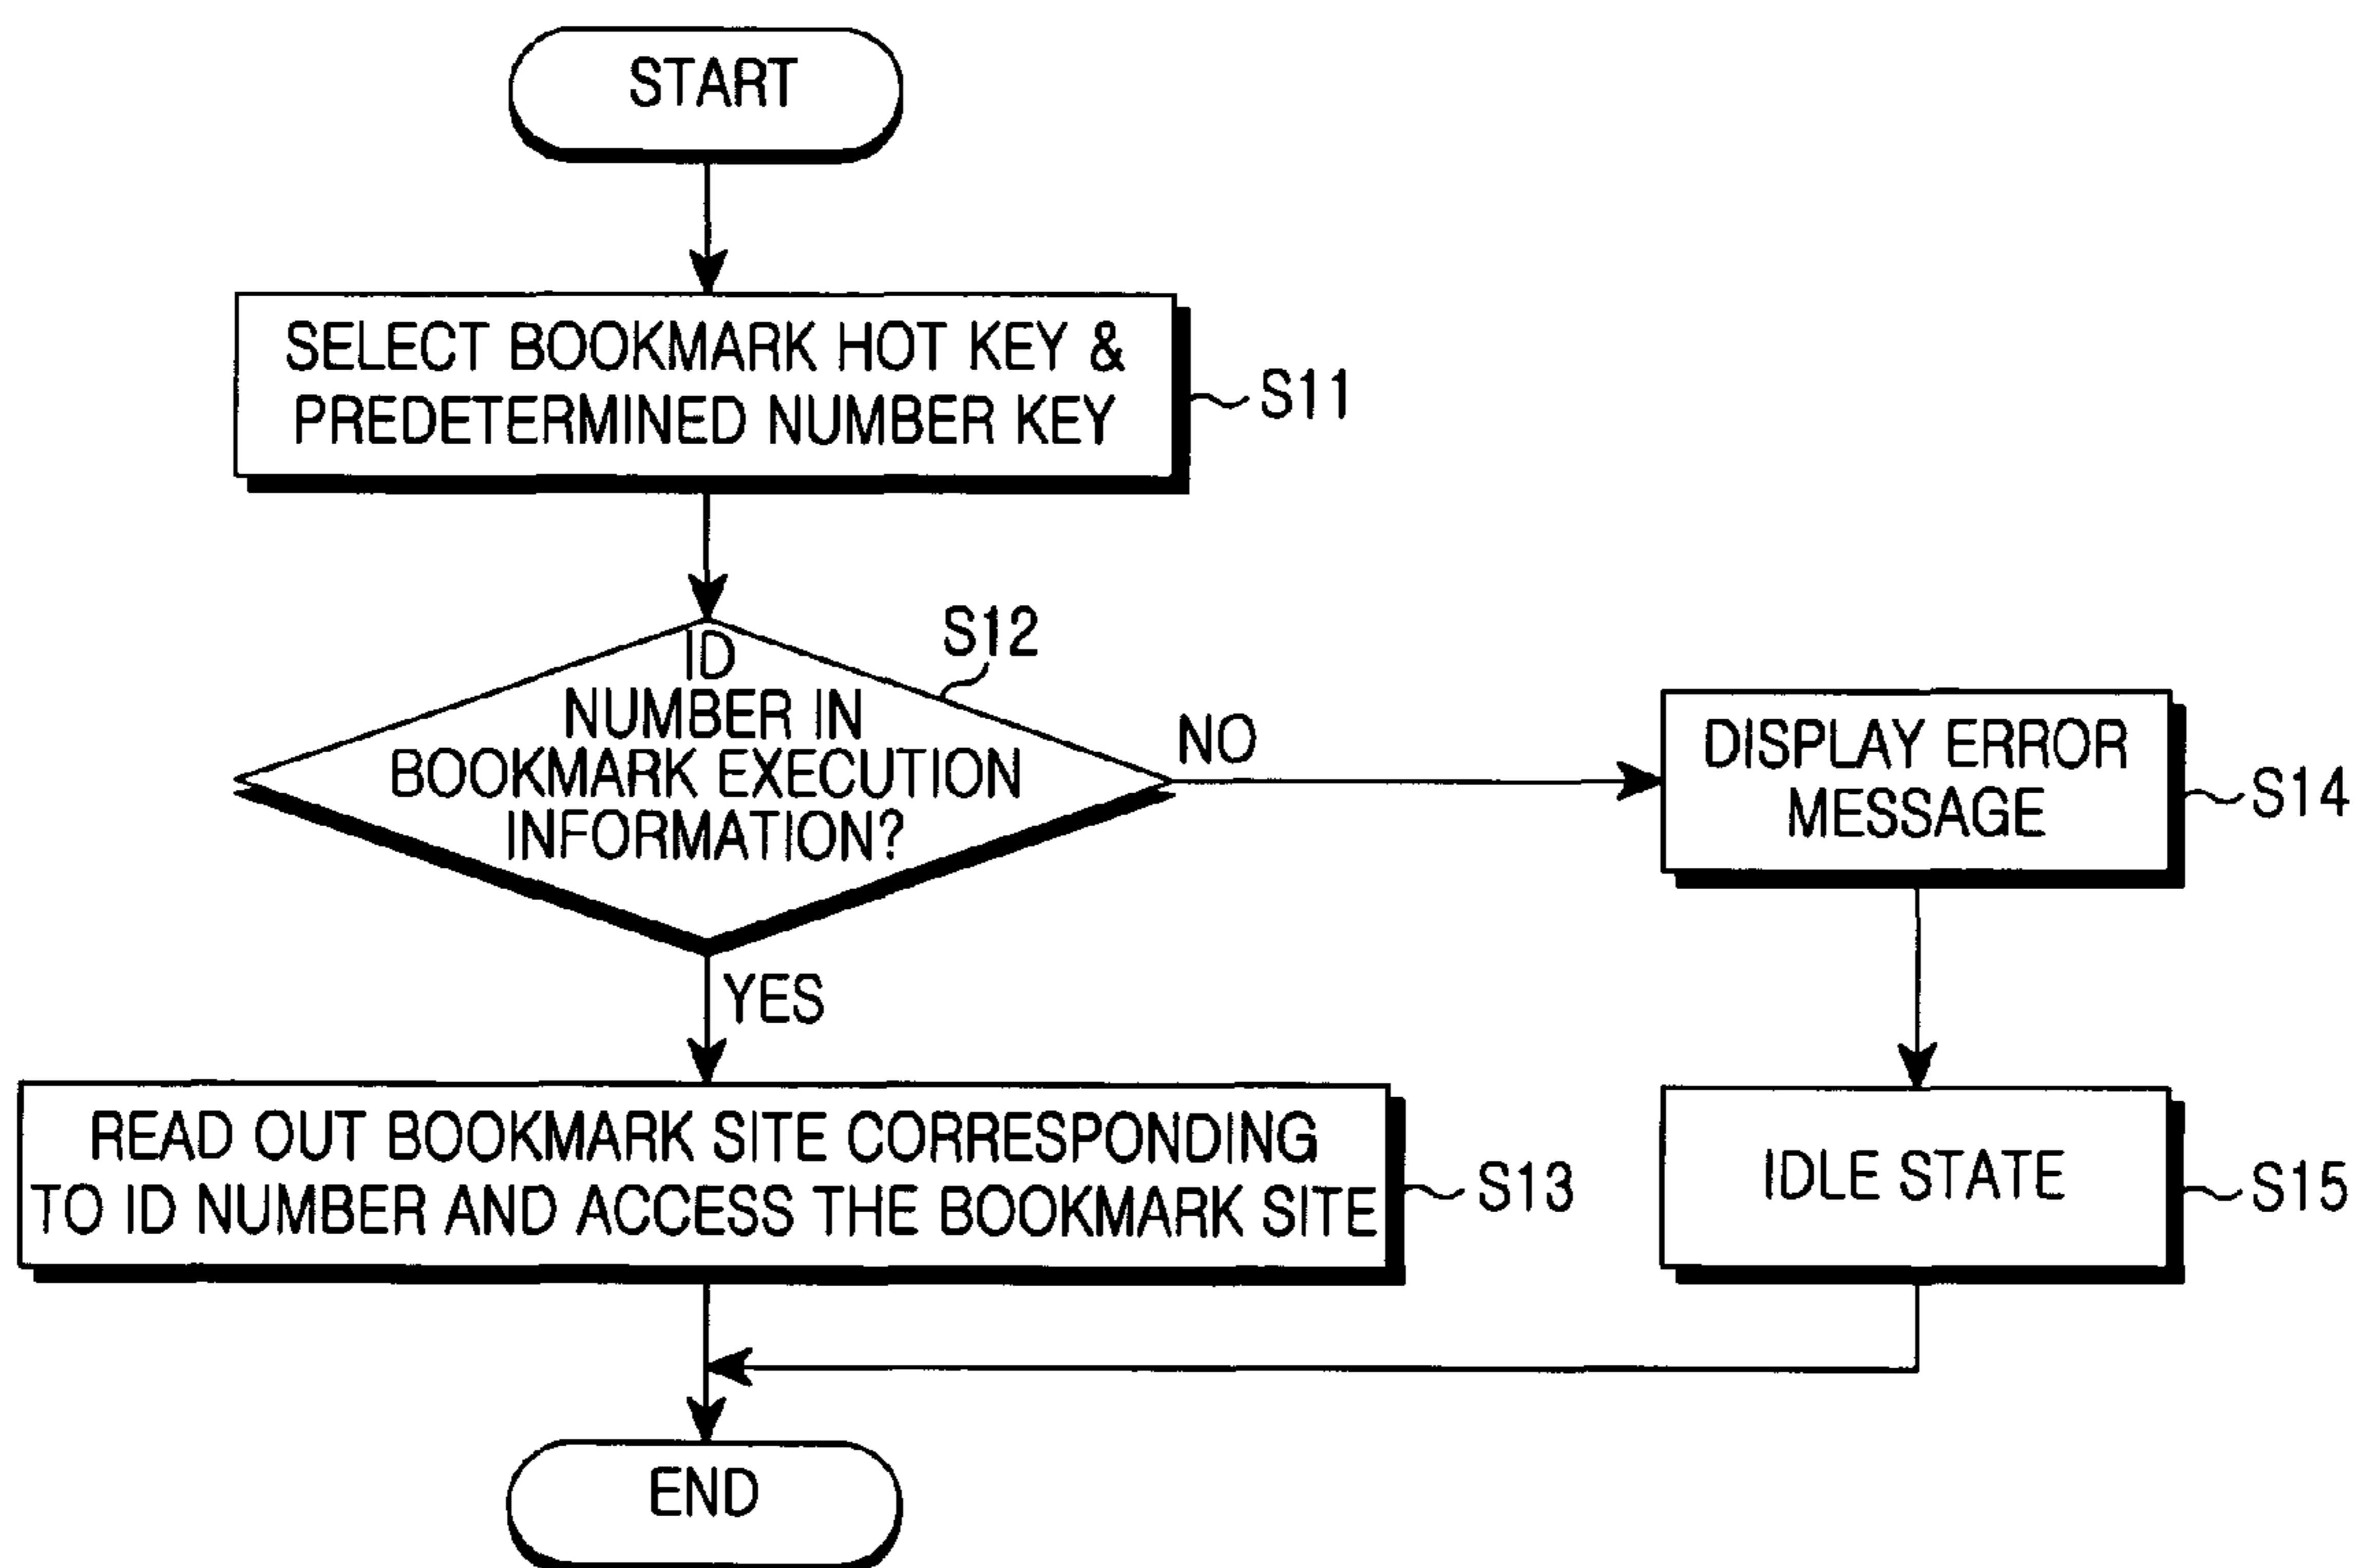 START
SELECT BOOKMARK HOT KEY &
PREDETERMINED NUMBER KEY
S11
S12
ID
NUMBER IN
BOOKMARK EXECUTION
INFORMATION?
NO
DISPLAY ERROR
MESSAGE
S14
YES
READ OUT BOOKMARK SITE CORRESPONDING
TO ID NUMBER AND ACCESS THE BOOKMARK SITE
S13
IDLE STATE
S15
END